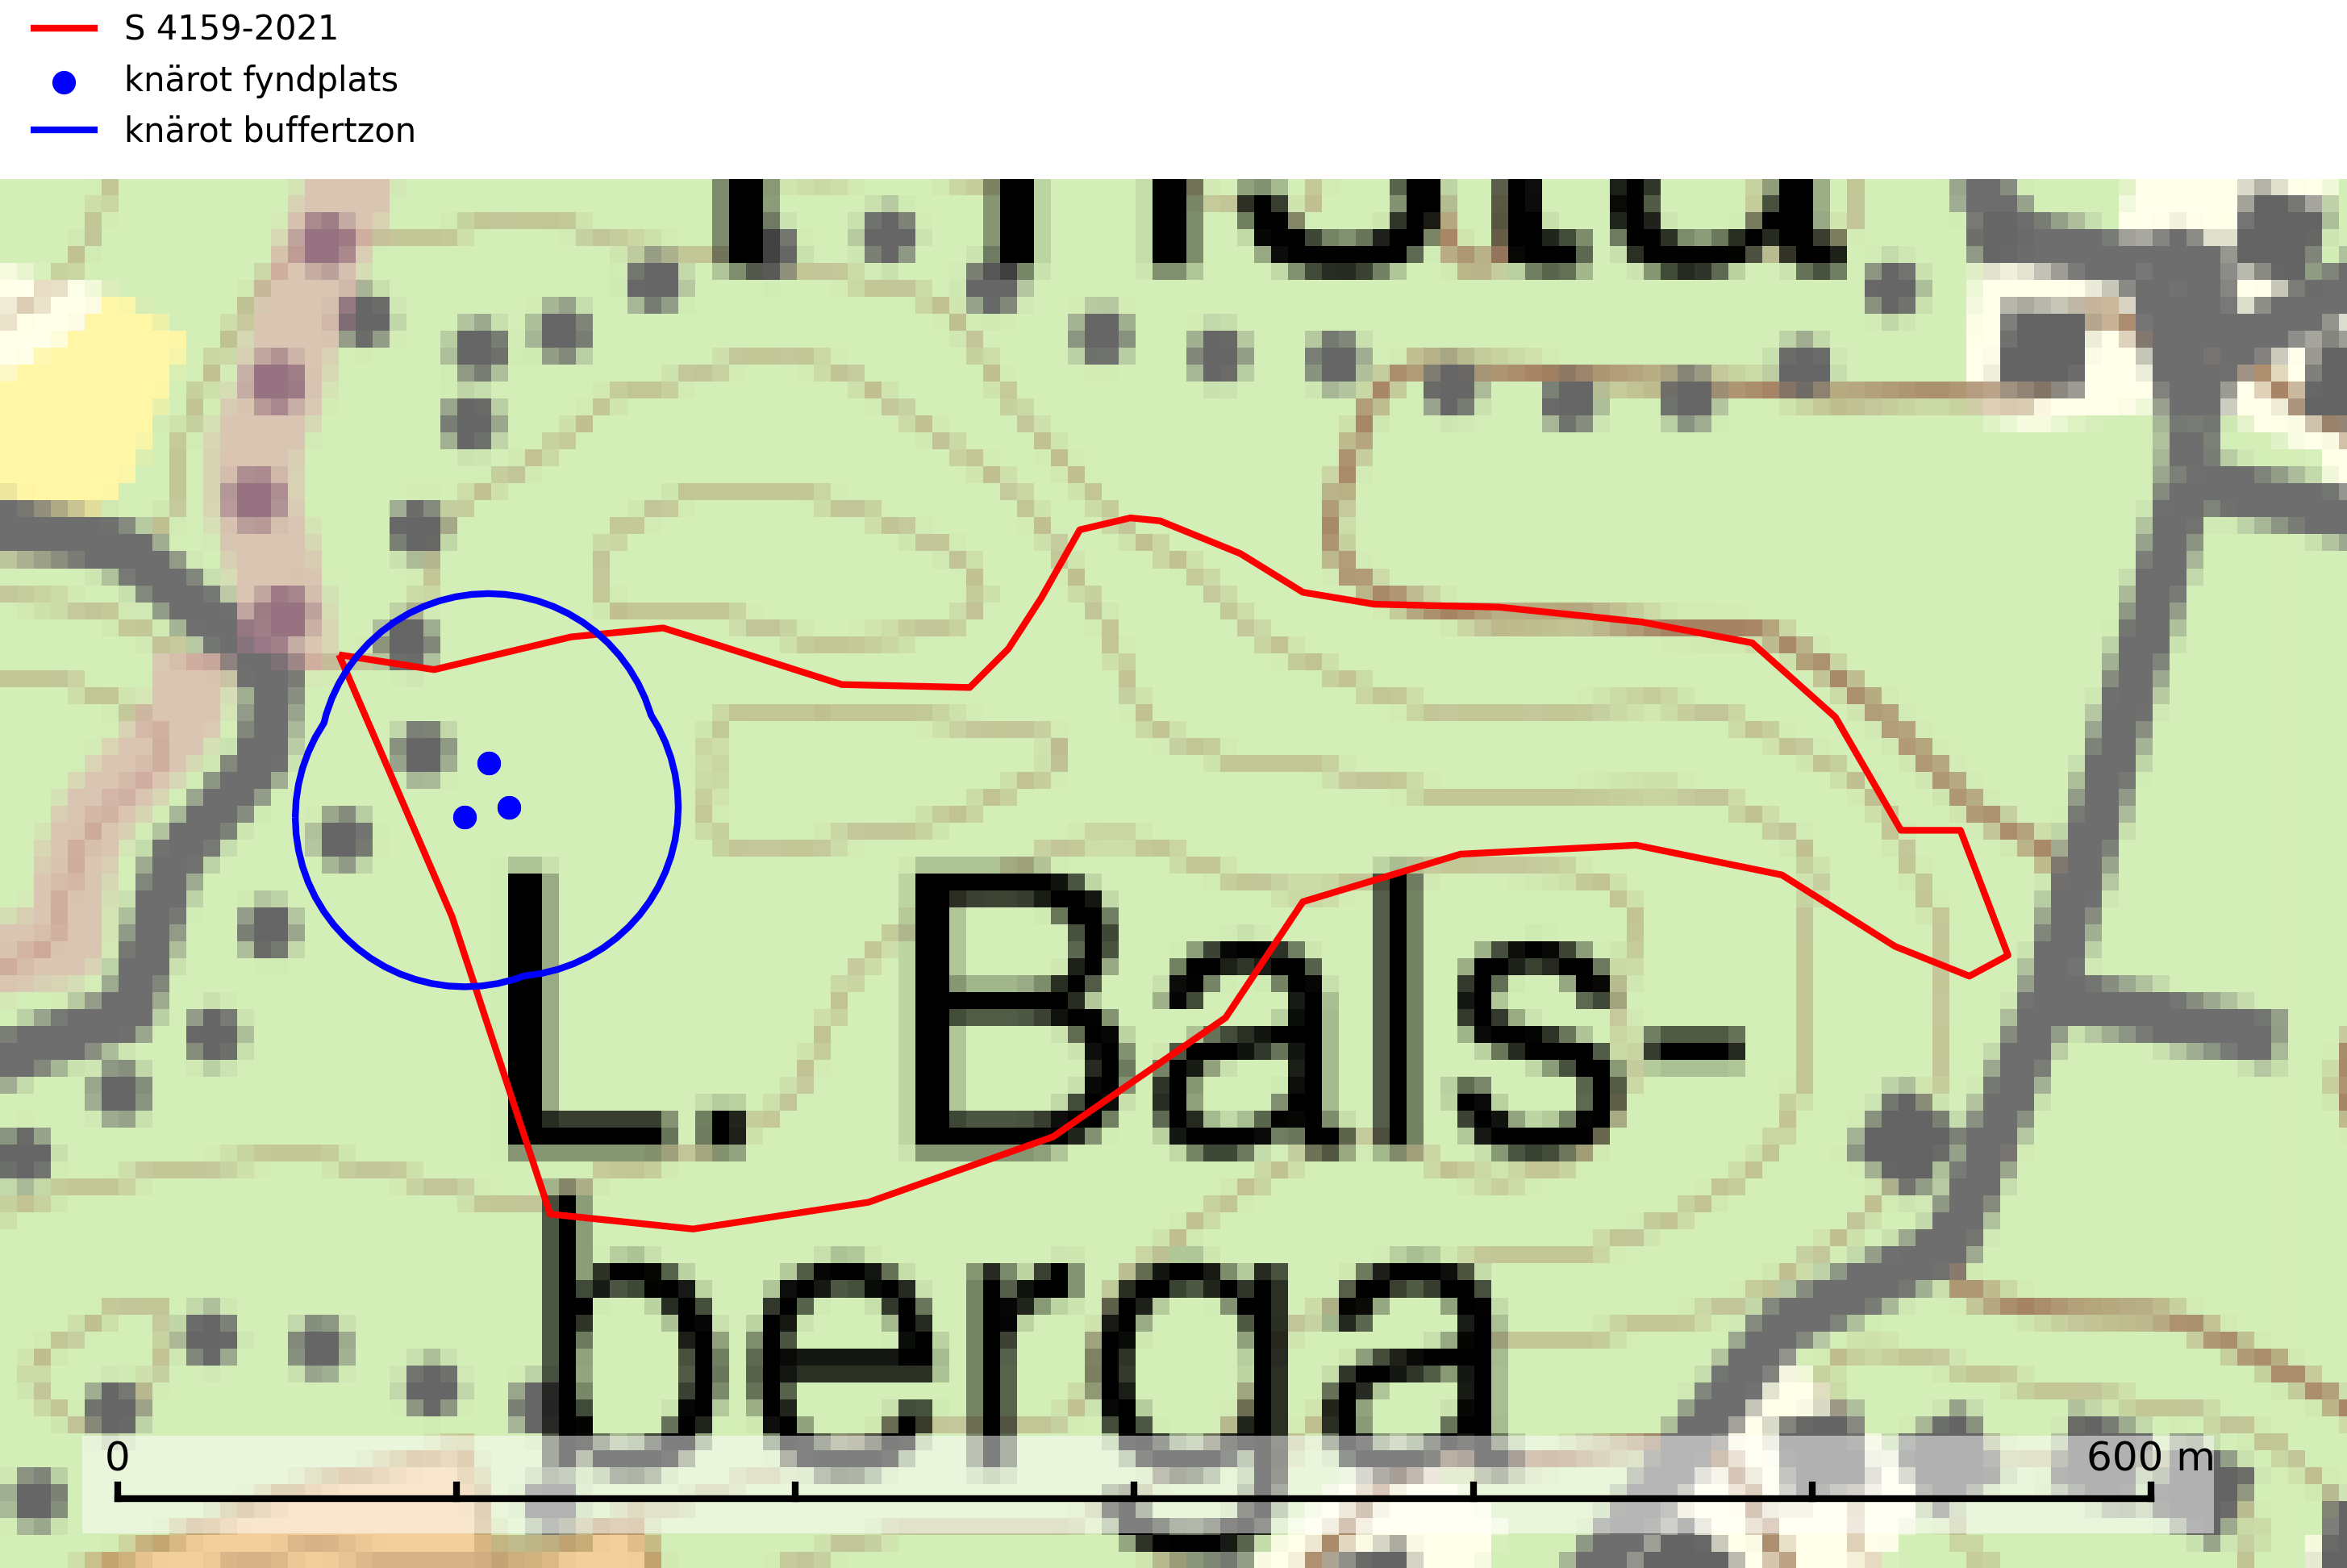 S 4159-2021
knärot fyndplats
knärot buffertzon
L. Bals-
berga
0 600 m